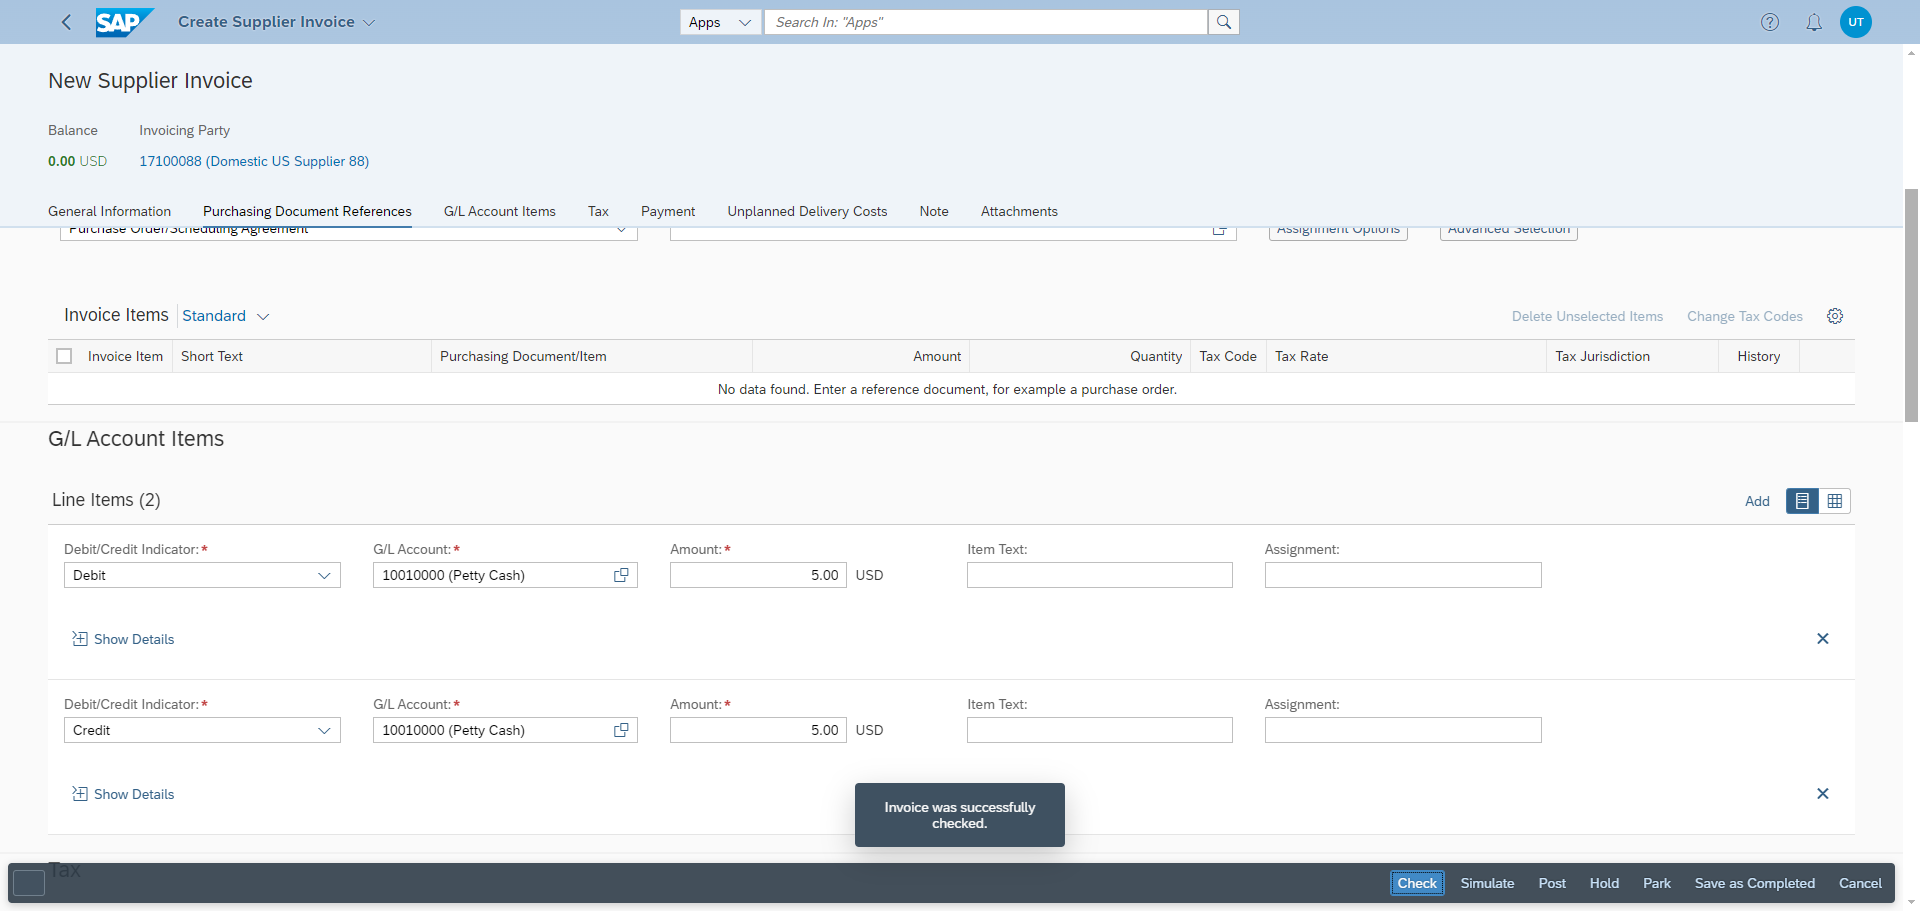 SAP Create Supplier Invoice Apps Search In: "Apps" UT
New Supplier Invoice
Balance Invoicing Party
0.00 USD 17100088 (Domestic US Supplier 88)
General Information Purchasing Document References G/L Account Items Tax Payment Unplanned Delivery Costs Note Attachments
Purchase Order/Scheduling Agreement Assignment Options Advanced Selection
Invoice Items Standard Delete Unselected Items Change Tax Codes
Invoice Item Short Text Purchasing Document/Item Amount Quantity Tax Code Tax Rate Tax Jurisdiction History
No data found. Enter a reference document, for example a purchase order.
G/L Account Items
Line Items (2) Add
Debit/Credit Indicator:* G/L Account:* Amount:* Item Text: Assignment:
Debit 10010000 (Petty Cash) 5.00 USD
Show Details
Debit/Credit Indicator:* G/L Account:* Amount:* Item Text: Assignment:
Credit 10010000 (Petty Cash) 5.00 USD
Show Details
Invoice was successfully
checked.
Tax
Check Simulate Post Hold Park Save as Completed Cancel